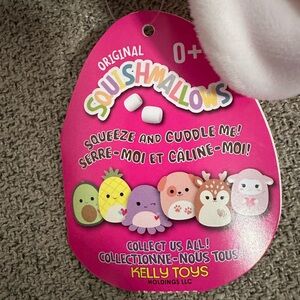 ORIGINAL
0+
SQUISHMALLOWS
SQUEEZE AND CUDDLE ME!
SERRE-MOI ET CÂLINE-MOI!
COLLECT US ALL!
COLLECTIONNE-NOUS TOUS!
KELLY TOYS
HOLDINGS LLC